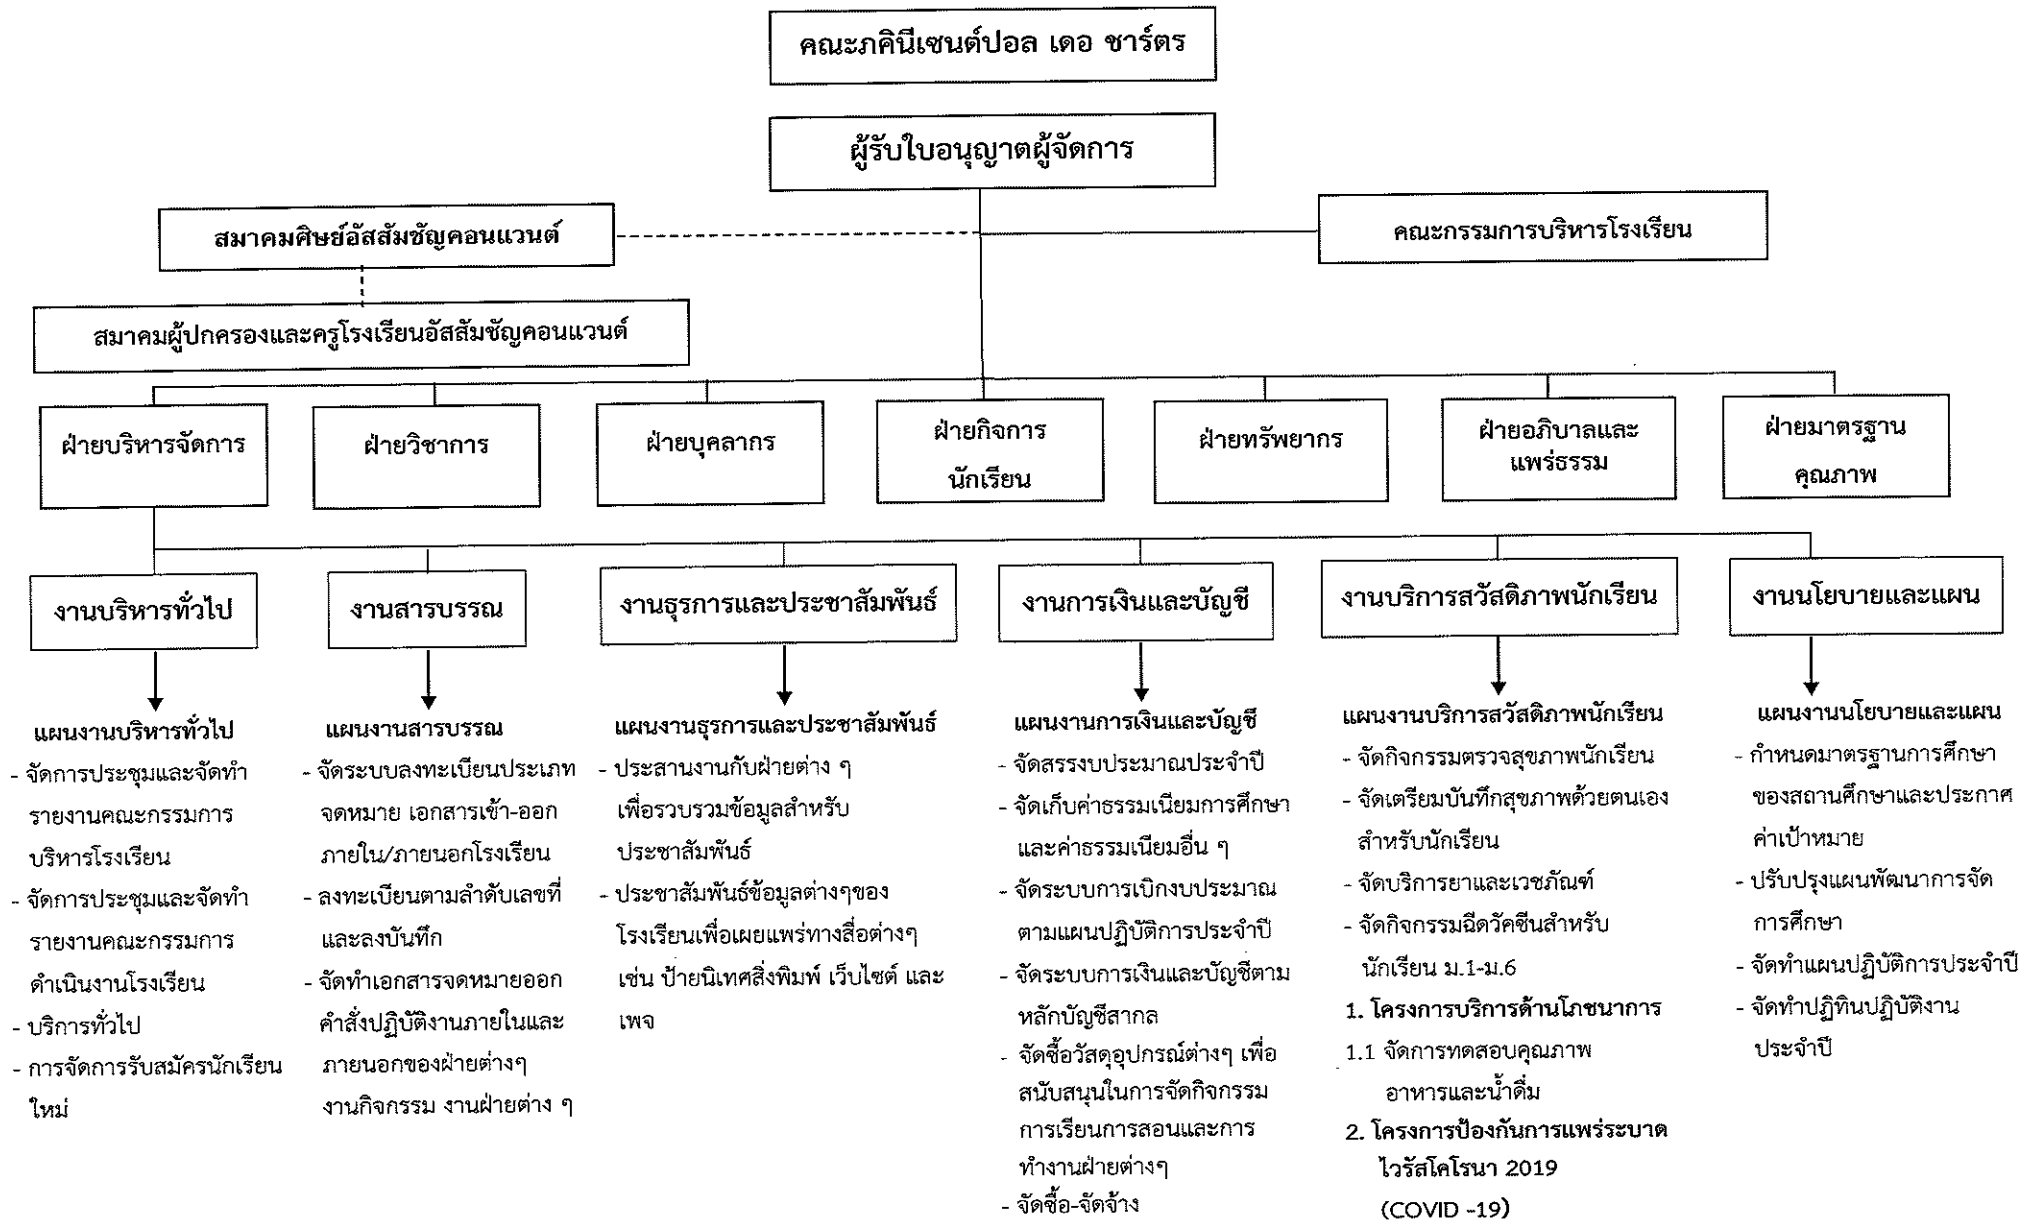 คณะภคินีเซนต์ปอล เดอ ชาร์ตร
ผู้รับใบอนุญาตผู้จัดการ
สมาคมศิษย์อัสสัมชัญคอนแวนต์
คณะกรรมการบริหารโรงเรียน
สมาคมผู้ปกครองและครูโรงเรียนอัสสัมชัญคอนแวนต์
ฝ่ายบริหารจัดการ
ฝ่ายวิชาการ
ฝ่ายบุคลากร
ฝ่ายกิจการ
นักเรียน
ฝ่ายทรัพยากร
ฝ่ายอภิบาลและ
แพร่ธรรม
ฝ่ายมาตรฐาน
คุณภาพ
งานบริหารทั่วไป
งานสารบรรณ
งานธุรการและประชาสัมพันธ์
งานการเงินและบัญชี
งานบริการสวัสดิภาพนักเรียน
งานนโยบายและแผน
แผนงานบริหารทั่วไป
- จัดการประชุมและจัดทำ
รายงานคณะกรรมการ
บริหารโรงเรียน
- จัดการประชุมและจัดทำ
รายงานคณะกรรมการ
ดำเนินงานโรงเรียน
- บริการทั่วไป
- การจัดการรับสมัครนักเรียน
ใหม่
แผนงานสารบรรณ
- จัดระบบลงทะเบียนประเภท
จดหมาย เอกสารเข้า-ออก
ภายใน/ภายนอกโรงเรียน
- ลงทะเบียนตามลำดับเลขที่
และลงบันทึก
- จัดทำเอกสารจดหมายออก
คำสั่งปฏิบัติงานภายในและ
ภายนอกของฝ่ายต่างๆ
งานกิจกรรม งานฝ่ายต่าง ๆ
แผนงานธุรการและประชาสัมพันธ์
- ประสานงานกับฝ่ายต่าง ๆ
เพื่อรวบรวมข้อมูลสำหรับ
ประชาสัมพันธ์
- ประชาสัมพันธ์ข้อมูลต่างๆของ
โรงเรียนเพื่อเผยแพร่ทางสื่อต่างๆ
เช่น ป้ายนิเทศสิ่งพิมพ์ เว็บไซต์ และ
เพจ
แผนงานการเงินและบัญชี
- จัดสรรงบประมาณประจำปี
- จัดเก็บค่าธรรมเนียมการศึกษา
และค่าธรรมเนียมอื่น ๆ
- จัดระบบการเบิกงบประมาณ
ตามแผนปฏิบัติการประจำปี
- จัดระบบการเงินและบัญชีตาม
หลักบัญชีสากล
- จัดซื้อวัสดุอุปกรณ์ต่างๆ เพื่อ
สนับสนุนในการจัดกิจกรรม
การเรียนการสอนและการ
ทำงานฝ่ายต่างๆ
- จัดซื้อ-จัดจ้าง
แผนงานบริการสวัสดิภาพนักเรียน
- จัดกิจกรรมตรวจสุขภาพนักเรียน
- จัดเตรียมบันทึกสุขภาพด้วยตนเอง
สำหรับนักเรียน
- จัดบริการยาและเวชภัณฑ์
- จัดกิจกรรมฉีดวัคซีนสำหรับ
นักเรียน ม.1-ม.6
1. โครงการบริการด้านโภชนาการ
1.1 จัดการทดสอบคุณภาพ
อาหารและน้ำดื่ม
2. โครงการป้องกันการแพร่ระบาด
ไวรัสโคโรนา 2019
(COVID -19)
แผนงานนโยบายและแผน
- กำหนดมาตรฐานการศึกษา
ของสถานศึกษาและประกาศ
ค่าเป้าหมาย
- ปรับปรุงแผนพัฒนาการจัด
การศึกษา
- จัดทำแผนปฏิบัติการประจำปี
- จัดทำปฏิทินปฏิบัติงาน
ประจำปี